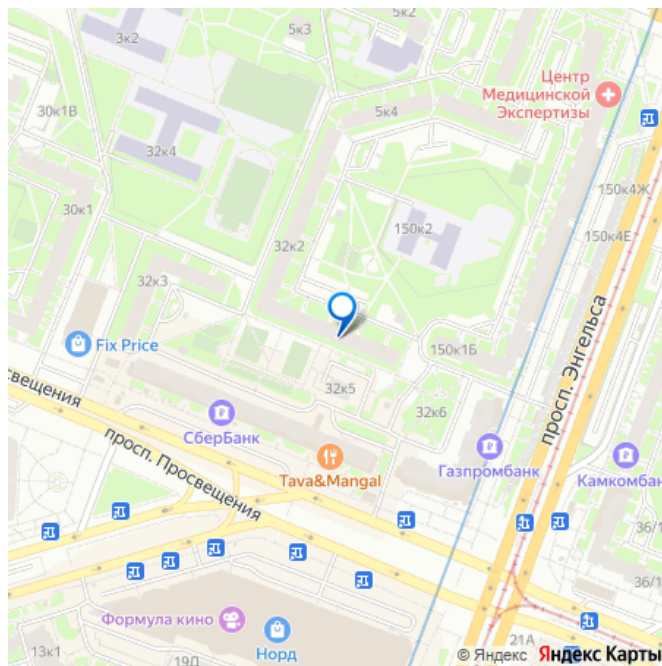 5к2
3к2
5к3
Центр
Медицинской
Экспертизы
30к1В
5к4
32к4
150к4Ж
30к1
150к2
150к4Е
32к2
32к3
Fix Price
150к1Б
просп. Энгельса
32к5
свещения
32к6
СберБанк
просп. Просвещения
Tava&Mangal
Газпромбанк
Камкомбан
36/1
36/1
Формула кино
Норд
21А
13к1
19Д
© Яндекс Яндекс Карты